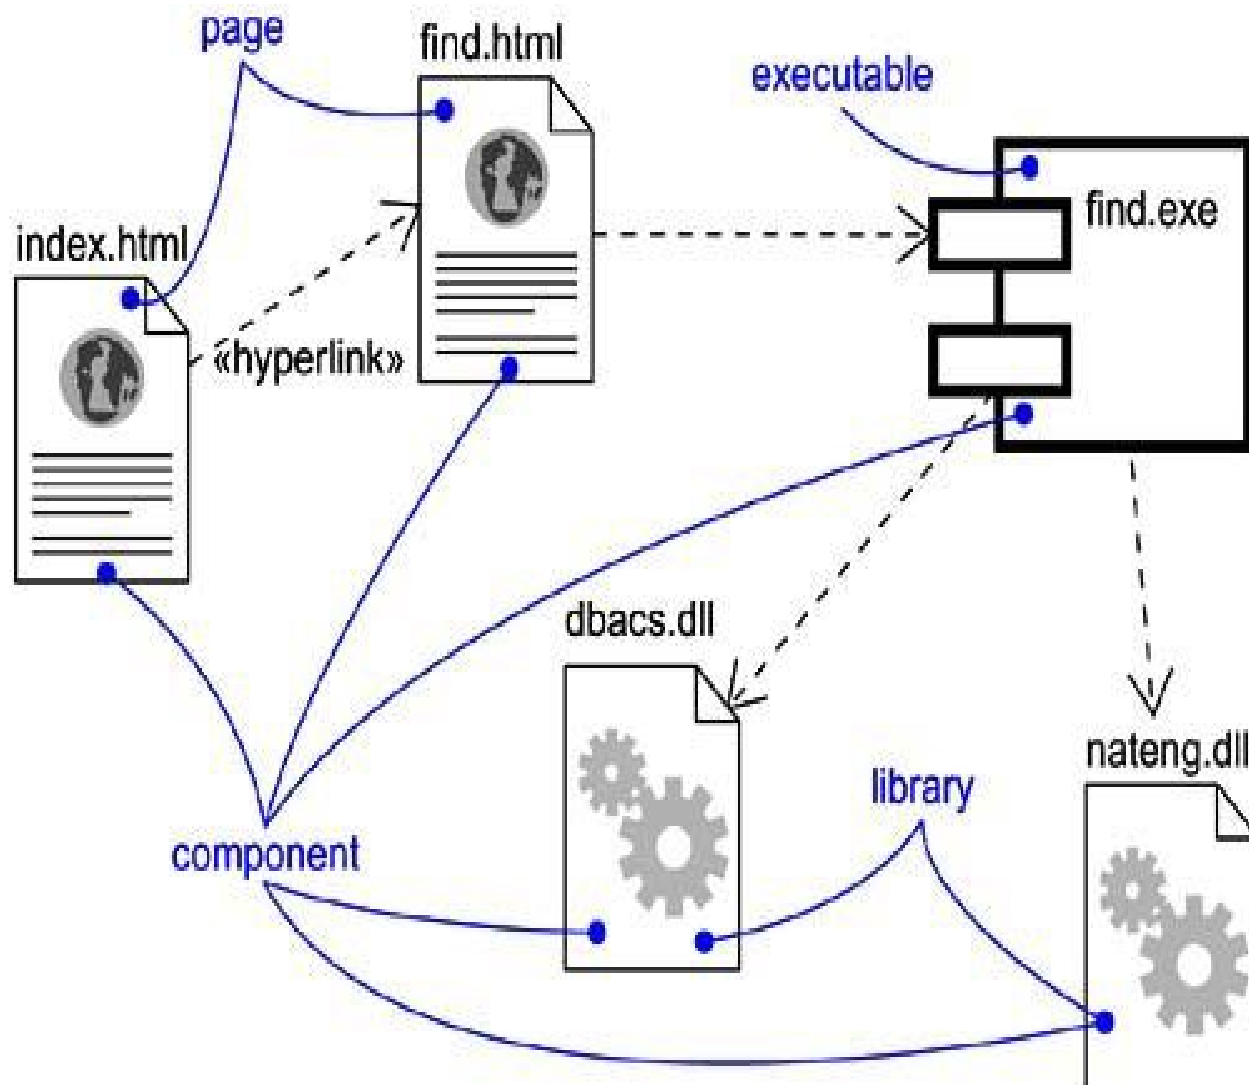 page
find.html
executable
find.exe
index.html
«hyperlink»
dbacs.dll
nateng.dll
library
component